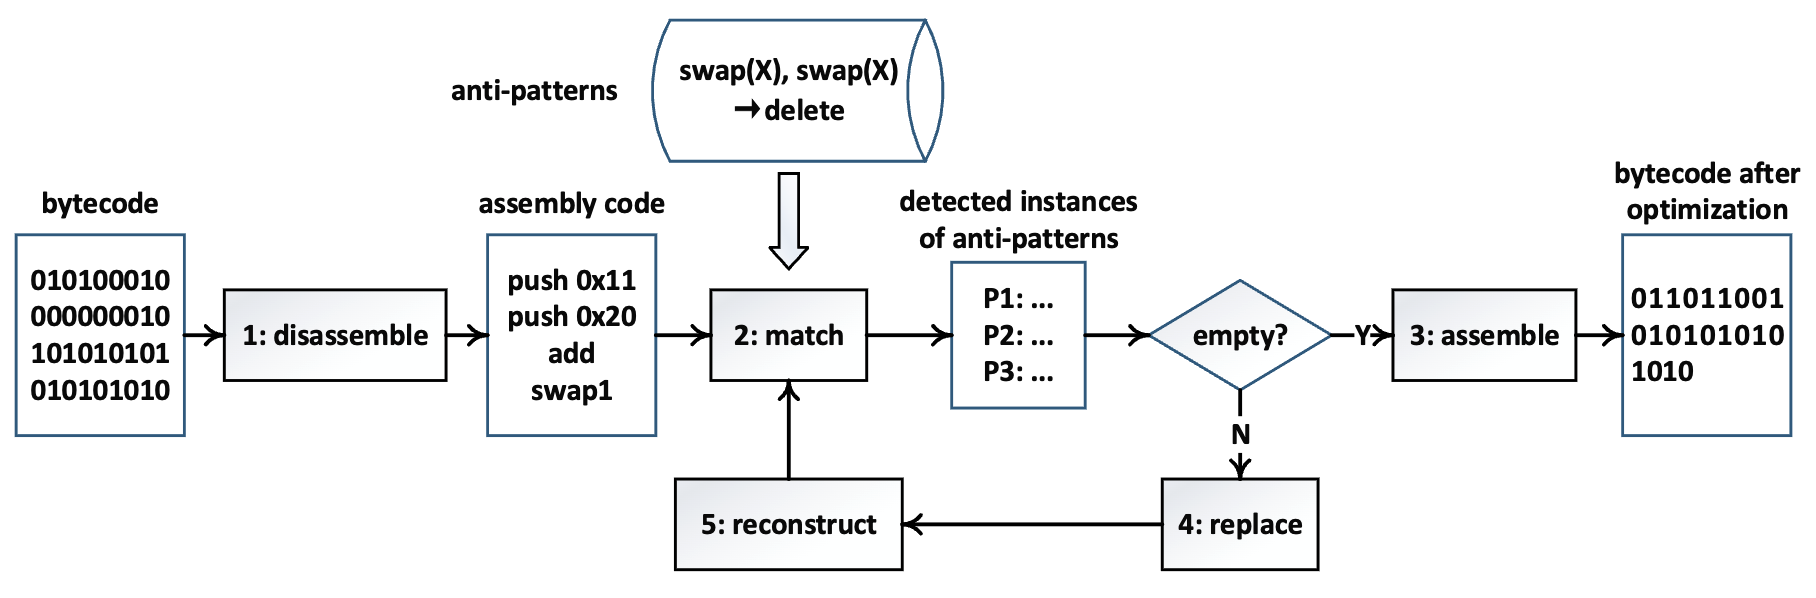 swap(X), swap(X)
→ delete
anti-patterns
bytecode
010100010
000000010
101010101
010101010
1: disassemble
assembly code
push 0x11
push 0x20
add
swap1
2: match
detected instances
of anti-patterns
P1: ...
P2: ...
P3: ...
empty?
Y
3: assemble
bytecode after
optimization
011011001
010101010
1010
N
5: reconstruct
4: replace